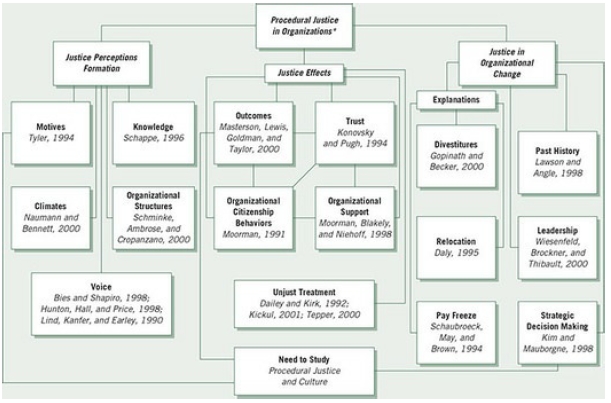 Procedural Justice
in Organizations*
Justice Perceptions
Formation
Justice in
Organizational
Change
Justice Effects
Explanations
Motives
Tyler, 1994
Knowledge
Schappe, 1996
Outcomes
Masterson, Lewis,
Goldman, and
Taylor, 2000
Trust
Konovsky
and Pugh, 1994
Divestitures
Gopinath and
Becker, 2000
Past History
Lawson and
Angle, 1998
Climates
Naumann and
Bennett, 2000
Organizational
Structures
Schminke,
Ambrose, and
Cropanzano, 2000
Organizational
Citizenship
Behaviors
Moorman, 1991
Organizational
Support
Moorman, Blakely,
and Niehoff, 1998
Relocation
Daly, 1995
Leadership
Wiesenfeld,
Brockner, and
Thibault, 2000
Voice
Bies and Shapiro, 1998;
Hunton, Hall, and Price, 1998;
Lind, Kanfer, and Earley, 1990
Unjust Treatment
Dailey and Kirk, 1992;
Kickul, 2001; Tepper, 2000
Pay Freeze
Schaubroeck,
May, and
Brown, 1994
Strategic
Decision Making
Kim and
Mauborgne, 1998
Need to Study
Procedural Justice
and Culture